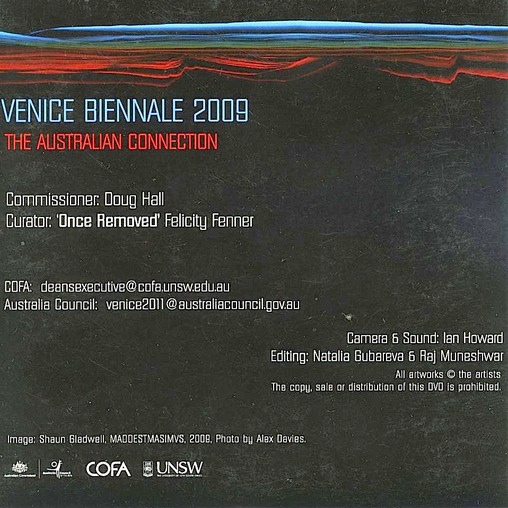 VENICE BIENNALE 2009
THE AUSTRALIAN CONNECTION
Commissioner: Doug Hall
Curator: 'Once Removed' Felicity Fenner
COFA: deansexecutive@cofa.unsw.edu.au
Australia Council: venice2011@australiacouncil.gov.au
Camera & Sound: Ian Howard
Editing: Natalia Gubareva & Raj Muneshwar
All artworks © the artists
The copy, sale or distribution of this DVD is prohibited.
Image: Shaun Gladwell, MADDESTMAXIMVS, 2009, Photo by Alex Davies.
Australian Government
COFA
UNSW